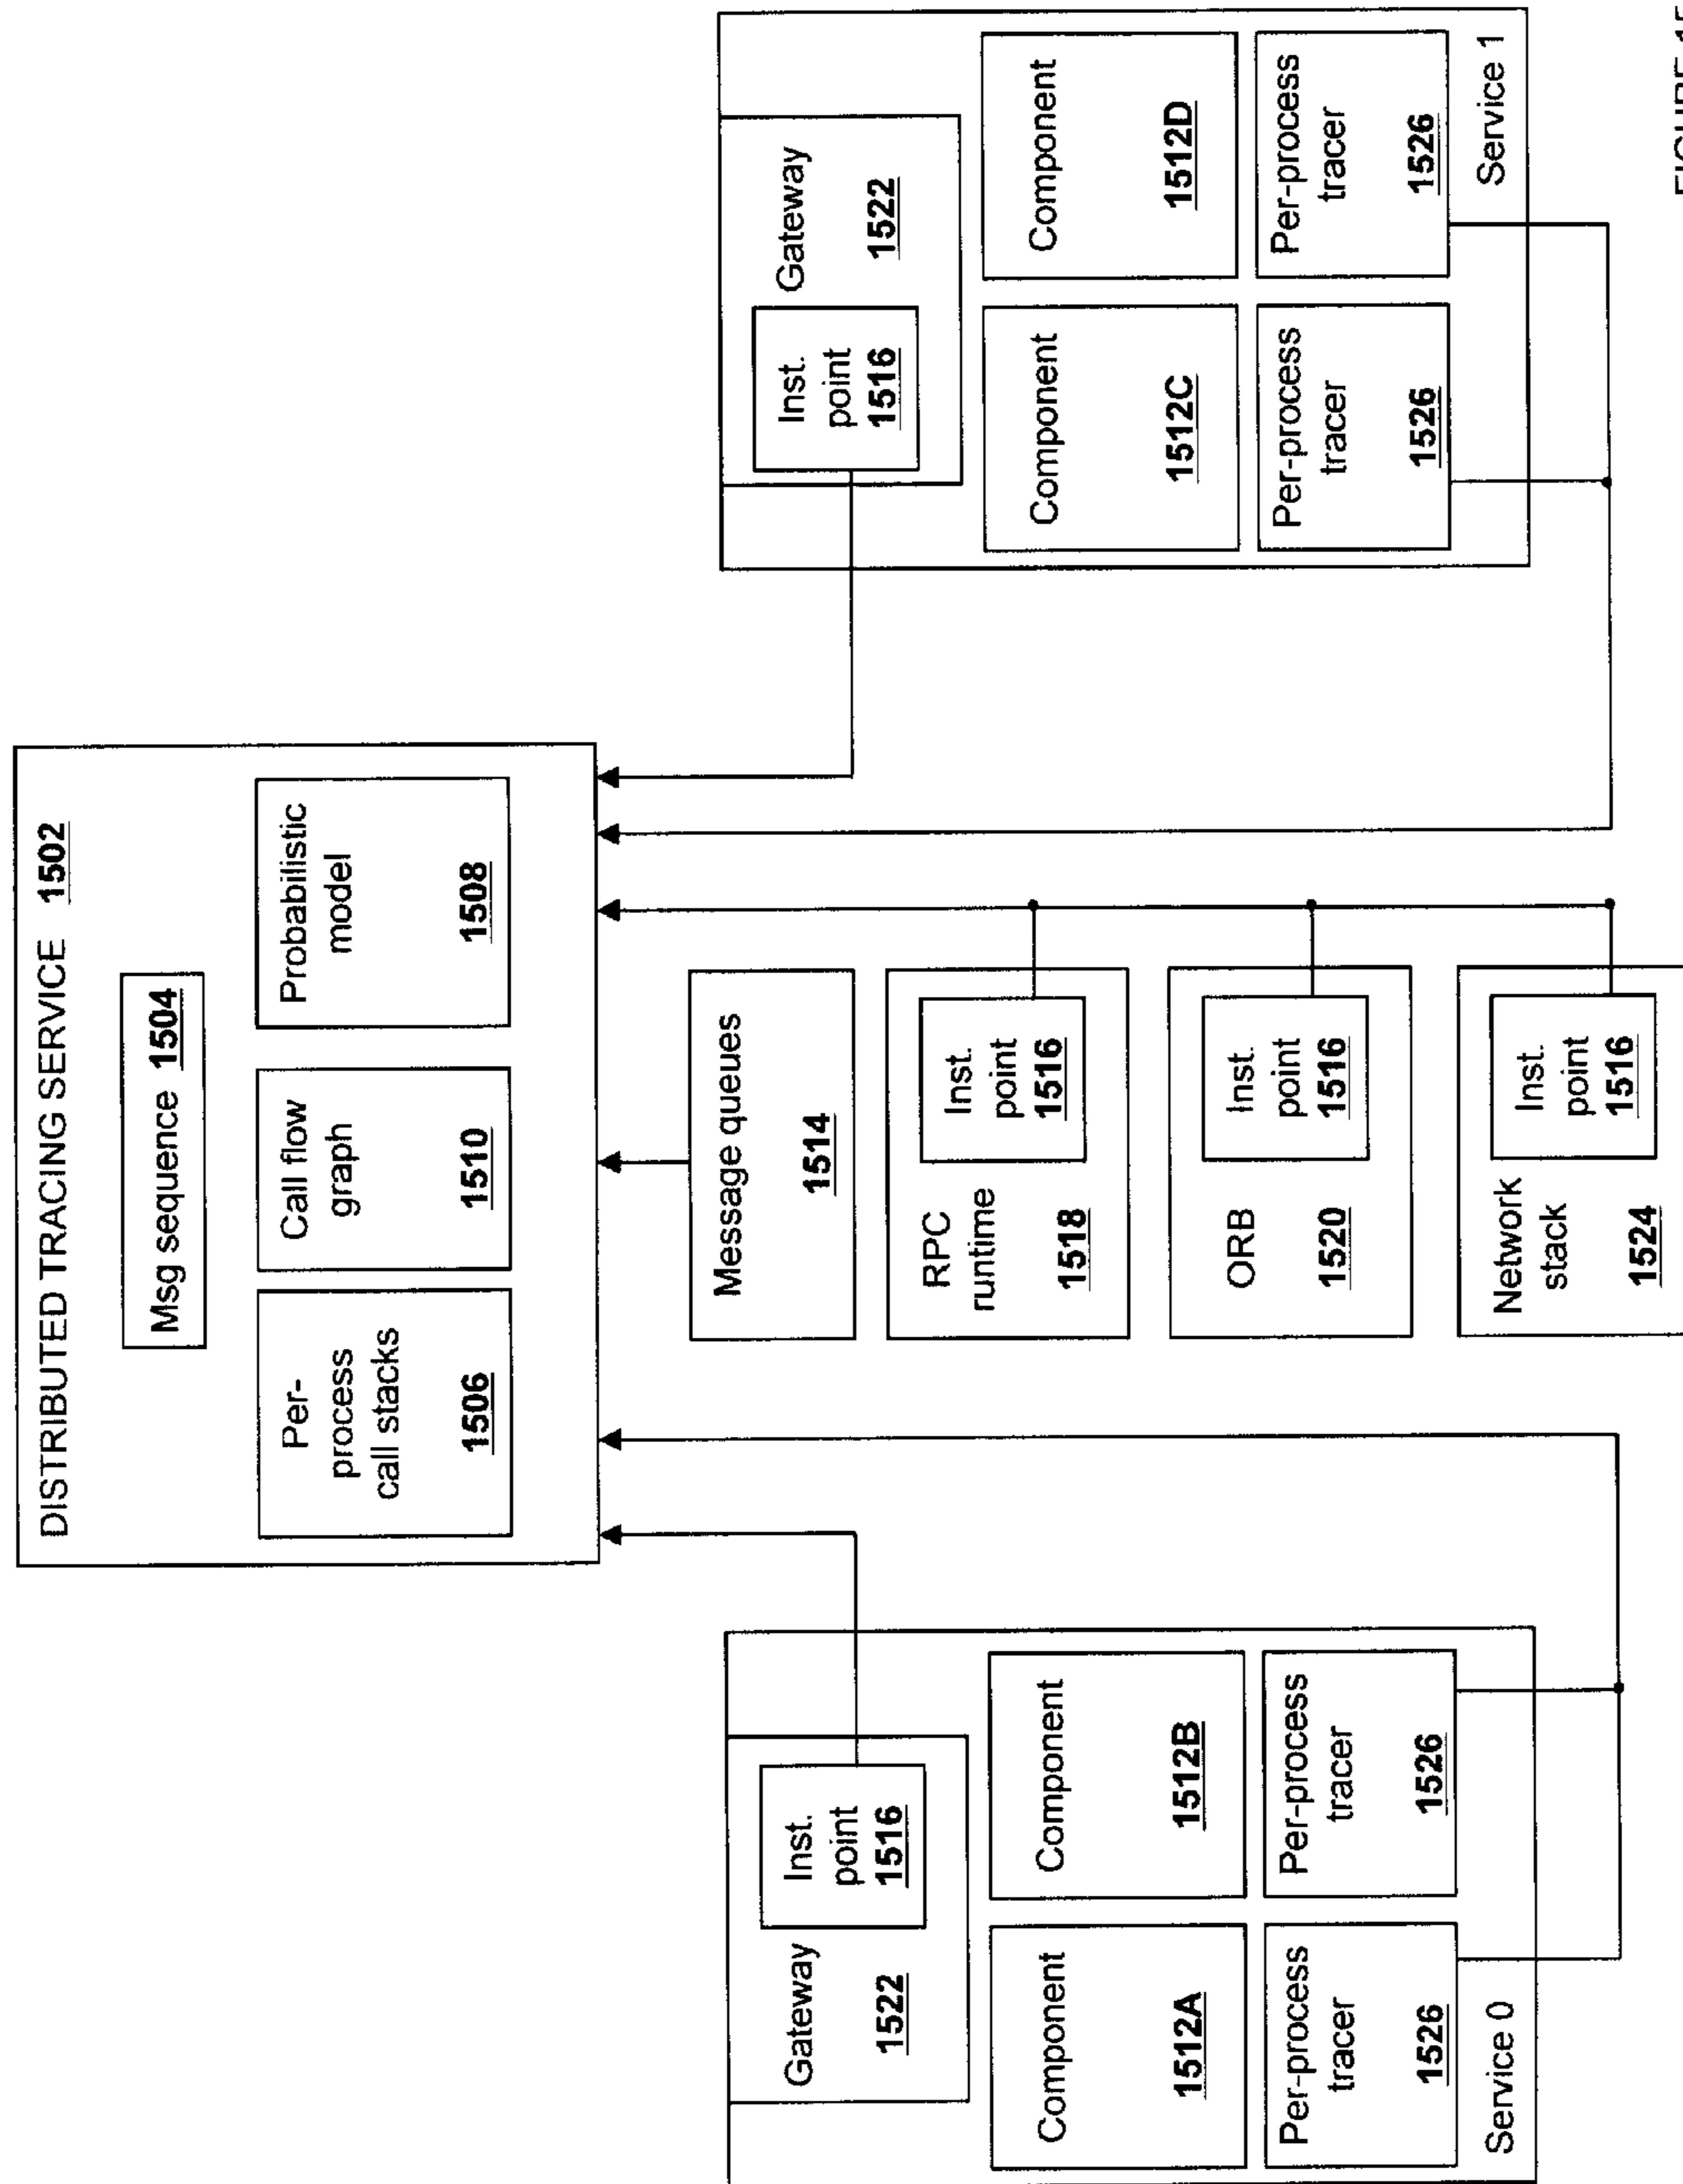 DISTRIBUTED TRACING SERVICE 1502
Msg sequence 1504
Per-
process
call stacks
1506
Call flow
graph
1510
Probabilistic
model
1508
Gateway
1522
Inst.
point
1516
Component
1512A
Component
1512B
Per-process
tracer
1526
Per-process
tracer
1526
Service 0
Message queues
1514
RPC
runtime
1518
Inst.
point
1516
ORB
1520
Inst.
point
1516
Network
stack
1524
Inst.
point
1516
Inst.
point
1516
Gateway
1522
Component
1512C
Component
1512D
Per-process
tracer
1526
Per-process
tracer
1526
Service 1